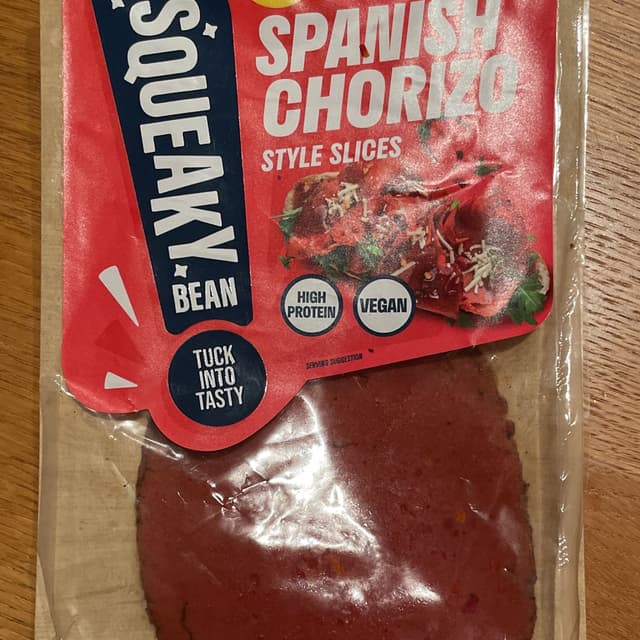 SQUEAKY
BEAN
SPANISH
CHORIZO
STYLE SLICES
HIGH
PROTEIN
VEGAN
SERVING SUGGESTION
TUCK
INTO
TASTY